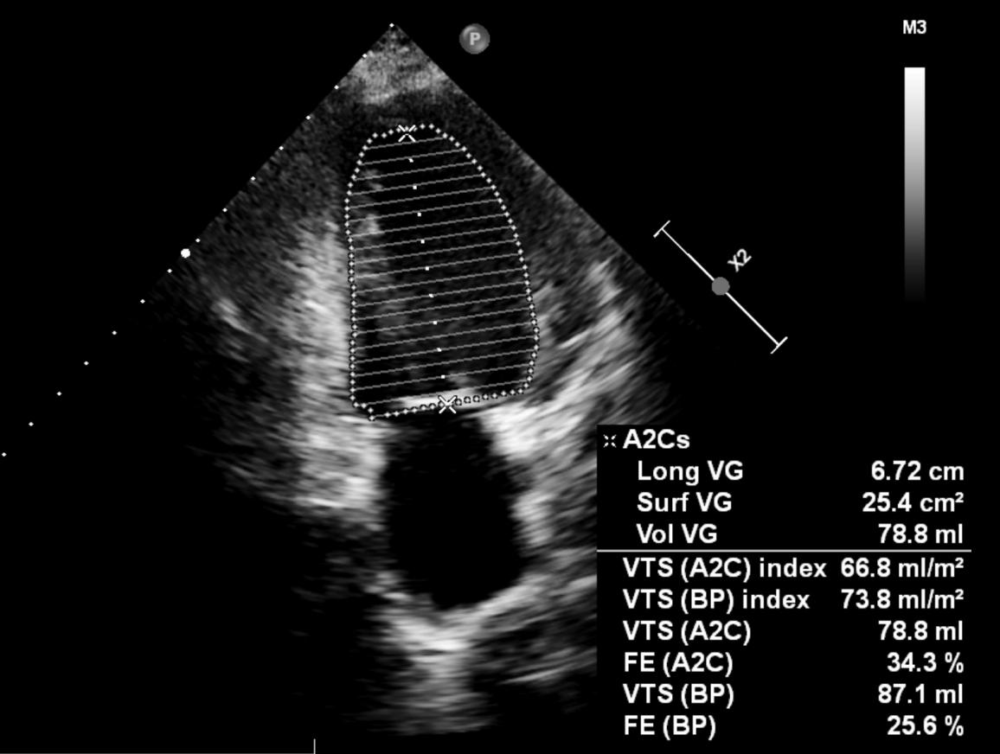 M3
P
X2
A2Cs
Long VG 6.72 cm
Surf VG 25.4 cm²
Vol VG 78.8 ml
VTS (A2C) index 66.8 ml/m²
VTS (BP) index 73.8 ml/m²
VTS (A2C) 78.8 ml
FE (A2C) 34.3 %
VTS (BP) 87.1 ml
FE (BP) 25.6 %